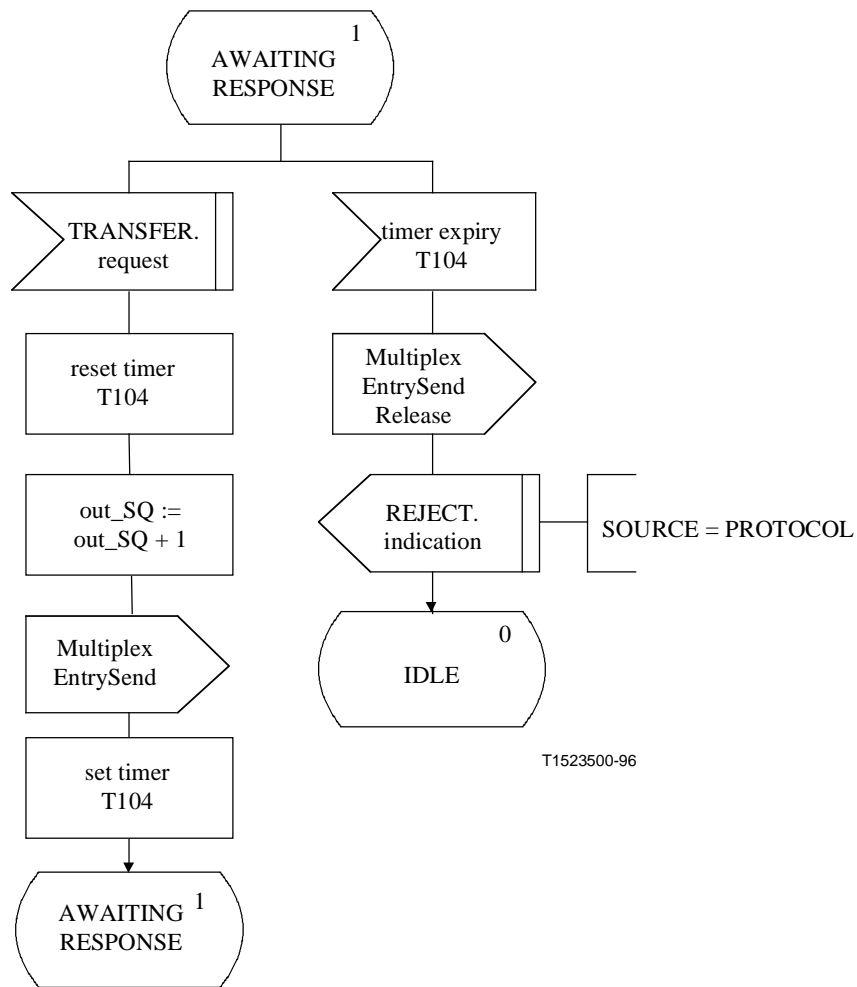 1
AWAITING
RESPONSE
TRANSFER.
request
reset timer
T104
out_SQ :=
out_SQ + 1
Multiplex
EntrySend
set timer
T104
AWAITING 1
RESPONSE
timer expiry
T104
Multiplex
EntrySend
Release
REJECT.
indication
SOURCE = PROTOCOL
0
IDLE
T1523500-96